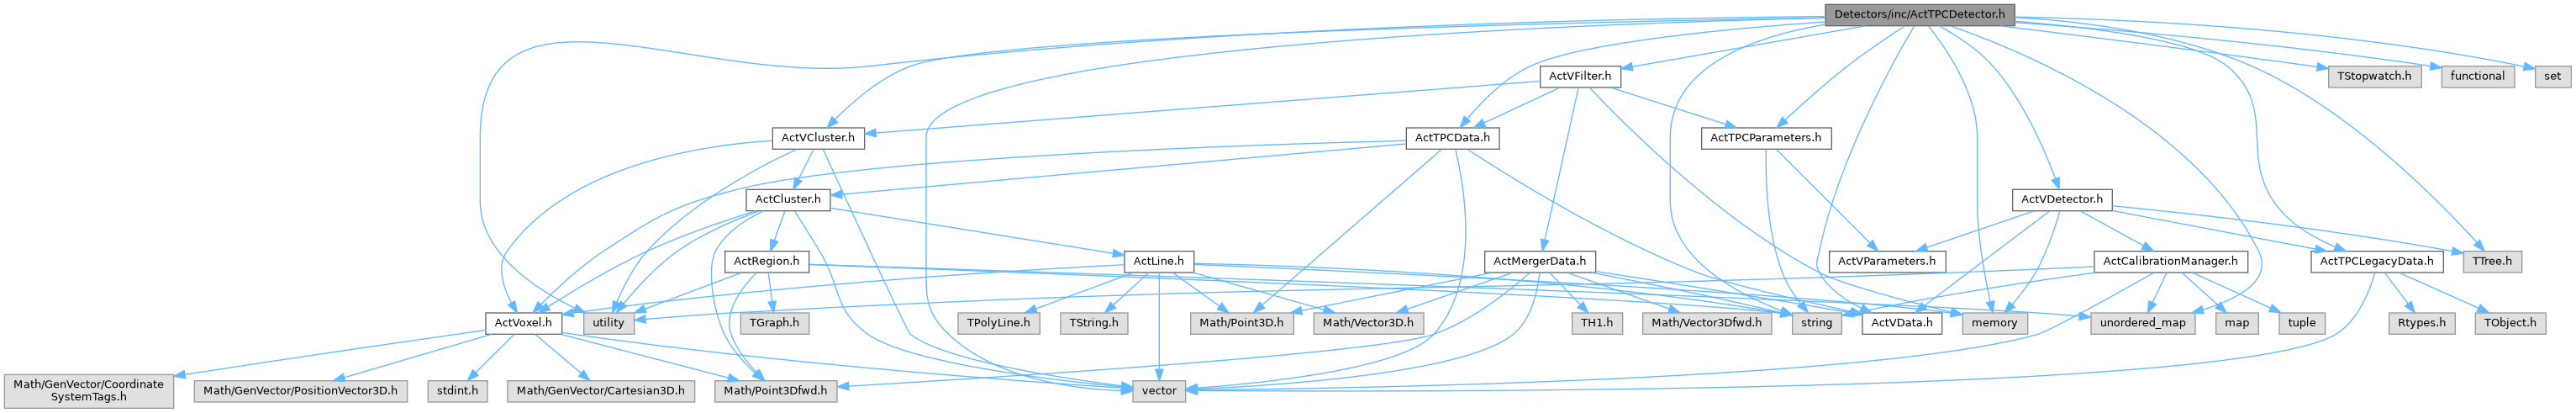 Detectors/inc/ActTPCDetector.h
ActVFilter.h
TStopwatch.h
functional
set
ActVCluster.h
ActTPCData.h
ActTPCParameters.h
ActCluster.h
ActVDetector.h
ActRegion.h
ActLine.h
ActMergerData.h
ActVParameters.h
ActCalibrationManager.h
ActTPCLegacyData.h
TTree.h
ActVoxel.h
utility
TGraph.h
TPolyLine.h
TString.h
Math/Point3D.h
Math/Vector3D.h
TH1.h
Math/Vector3Dfwd.h
string
ActVData.h
memory
unordered_map
map
tuple
Rtypes.h
TObject.h
Math/GenVector/Coordinate
SystemTags.h
Math/GenVector/PositionVector3D.h
stdint.h
Math/GenVector/Cartesian3D.h
Math/Point3Dfwd.h
vector